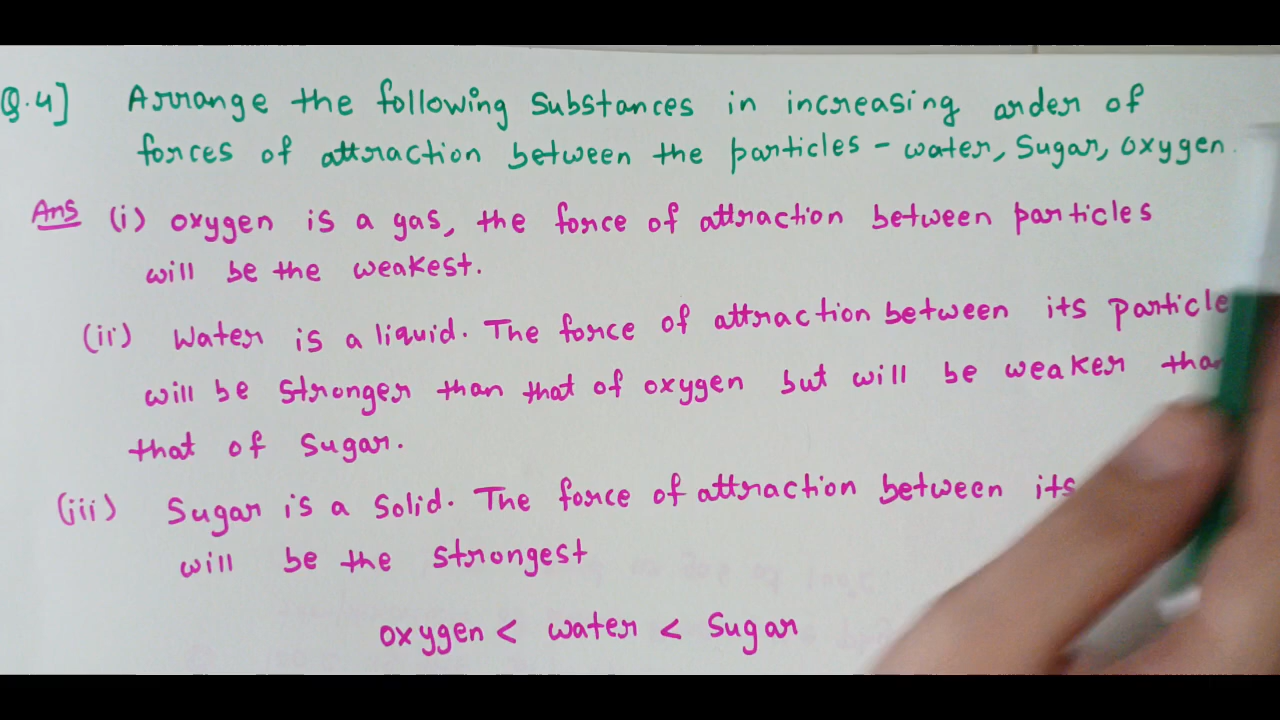 Q.4] Arrange the following substances in increasing order of
forces of attraction between the particles - water, Sugar, oxygen.
Ans (i) oxygen is a gas, the force of attraction between particles
will be the weakest.
(ii) Water is a liquid. The force of attraction between its particle
will be stronger than that of oxygen but will be weaker than
that of Sugar.
(iii) Sugar is a Solid. The force of attraction between its
will be the strongest
oxygen < water < Sugar